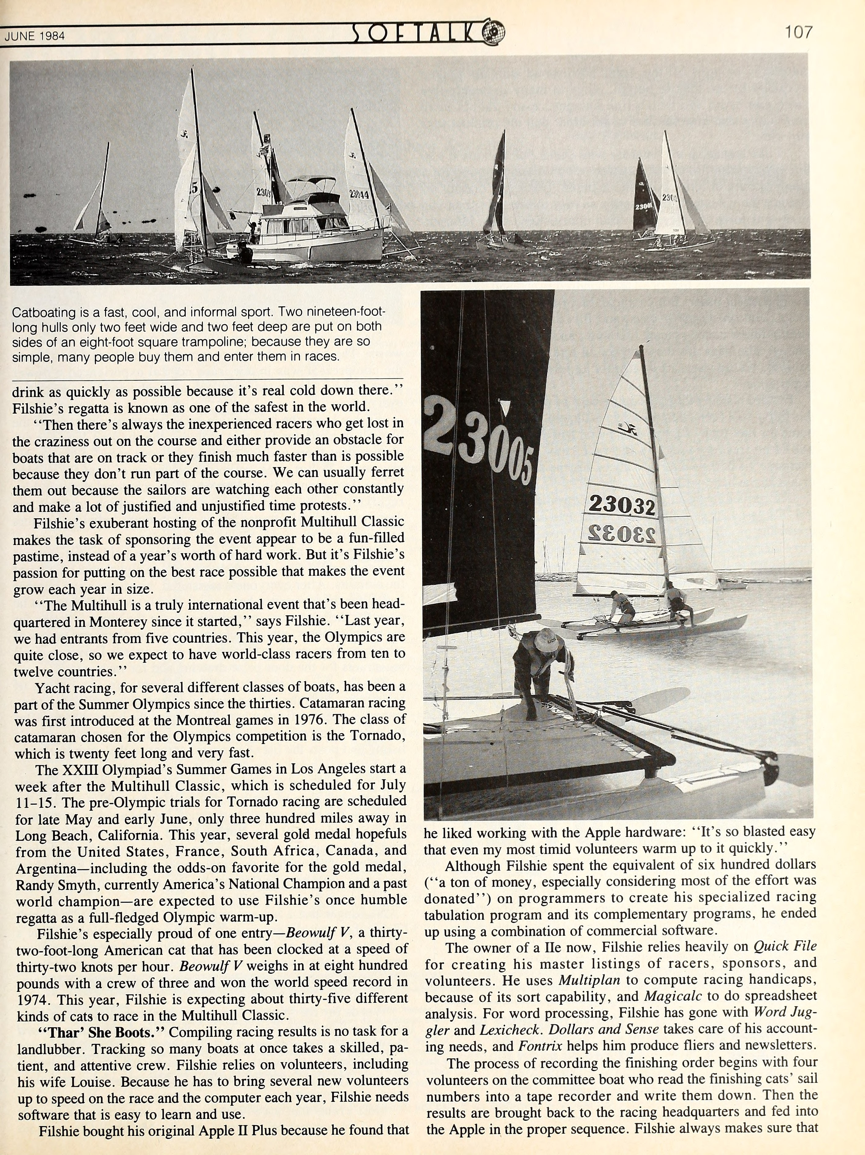 JUNE 1984
SOFTALK
107
5
2301
23044
2300
230
Catboating is a fast, cool, and informal sport. Two nineteen-foot-
long hulls only two feet wide and two feet deep are put on both
sides of an eight-foot square trampoline; because they are so
simple, many people buy them and enter them in races.
drink as quickly as possible because it's real cold down there.''
Filshie's regatta is known as one of the safest in the world.
''Then there's always the inexperienced racers who get lost in
the craziness out on the course and either provide an obstacle for
boats that are on track or they finish much faster than is possible
because they don't run part of the course. We can usually ferret
them out because the sailors are watching each other constantly
and make a lot of justified and unjustified time protests.''
Filshie's exuberant hosting of the nonprofit Multihull Classic
makes the task of sponsoring the event appear to be a fun-filled
pastime, instead of a year's worth of hard work. But it's Filshie's
passion for putting on the best race possible that makes the event
grow each year in size.
''The Multihull is a truly international event that's been head-
quartered in Monterey since it started,'' says Filshie. ''Last year,
we had entrants from five countries. This year, the Olympics are
quite close, so we expect to have world-class racers from ten to
twelve countries.''
Yacht racing, for several different classes of boats, has been a
part of the Summer Olympics since the thirties. Catamaran racing
was first introduced at the Montreal games in 1976. The class of
catamaran chosen for the Olympics competition is the Tornado,
which is twenty feet long and very fast.
The XXIII Olympiad's Summer Games in Los Angeles start a
week after the Multihull Classic, which is scheduled for July
11–15. The pre-Olympic trials for Tornado racing are scheduled
for late May and early June, only three hundred miles away in
Long Beach, California. This year, several gold medal hopefuls
from the United States, France, South Africa, Canada, and
Argentina—including the odds-on favorite for the gold medal,
Randy Smyth, currently America's National Champion and a past
world champion—are expected to use Filshie's once humble
regatta as a full-fledged Olympic warm-up.
Filshie's especially proud of one entry—Beowulf V, a thirty-
two-foot-long American cat that has been clocked at a speed of
thirty-two knots per hour. Beowulf V weighs in at eight hundred
pounds with a crew of three and won the world speed record in
1974. This year, Filshie is expecting about thirty-five different
kinds of cats to race in the Multihull Classic.
''Thar' She Boots.'' Compiling racing results is no task for a
landlubber. Tracking so many boats at once takes a skilled, pa-
tient, and attentive crew. Filshie relies on volunteers, including
his wife Louise. Because he has to bring several new volunteers
up to speed on the race and the computer each year, Filshie needs
software that is easy to learn and use.
Filshie bought his original Apple II Plus because he found that
23005
23032
23032
he liked working with the Apple hardware: ''It's so blasted easy
that even my most timid volunteers warm up to it quickly.''
Although Filshie spent the equivalent of six hundred dollars
(''a ton of money, especially considering most of the effort was
donated'') on programmers to create his specialized racing
tabulation program and its complementary programs, he ended
up using a combination of commercial software.
The owner of a IIe now, Filshie relies heavily on Quick File
for creating his master listings of racers, sponsors, and
volunteers. He uses Multiplan to compute racing handicaps,
because of its sort capability, and Magicalc to do spreadsheet
analysis. For word processing, Filshie has gone with Word Jug-
gler and Lexicheck. Dollars and Sense takes care of his account-
ing needs, and Fontrix helps him produce fliers and newsletters.
The process of recording the finishing order begins with four
volunteers on the committee boat who read the finishing cats' sail
numbers into a tape recorder and write them down. Then the
results are brought back to the racing headquarters and fed into
the Apple in the proper sequence. Filshie always makes sure that